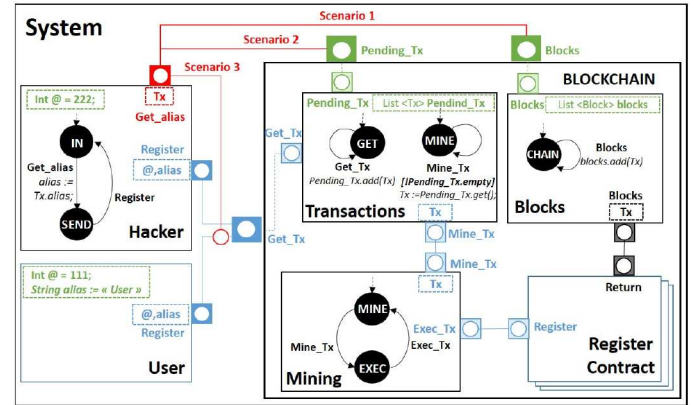 System
Scenario 1
Scenario 2
Scenario 3
Pending_Tx
Blocks
BLOCKCHAIN
Int @ = 222;
Tx
Get_alias
IN
Get_alias
alias :=
Tx.alias;
Register
SEND
Register
@,alias
Hacker
Int @ = 111;
String alias := « User »
@,alias
Register
User
Get_Tx
Get_Tx
Pending_Tx
List <Tx> Pendind_Tx
GET
MINE
Get_Tx
Pending_Tx.add(Tx)
Mine_Tx
[!Pending_Tx.empty]
Tx :=Pending_Tx.get();
Transactions
Tx
Mine_Tx
Mine_Tx
Tx
Blocks
List <Block> blocks
CHAIN
Blocks
blocks.add(Tx)
Blocks
Tx
Blocks
Return
MINE
Mine_Tx
Exec_Tx
EXEC
Mining
Exec_Tx
Register
Register
Contract